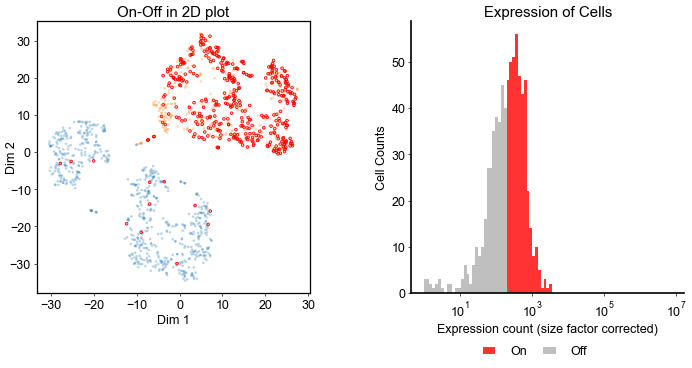 On-Off in 2D plot
Dim 2
30
20
10
0
−10
−20
−30
−30 −20 −10 0 10 20 30
Dim 1
Expression of Cells
Cell Counts
50
40
30
20
10
0
10^1 10^3 10^5 10^7
Expression count (size factor corrected)
On Off